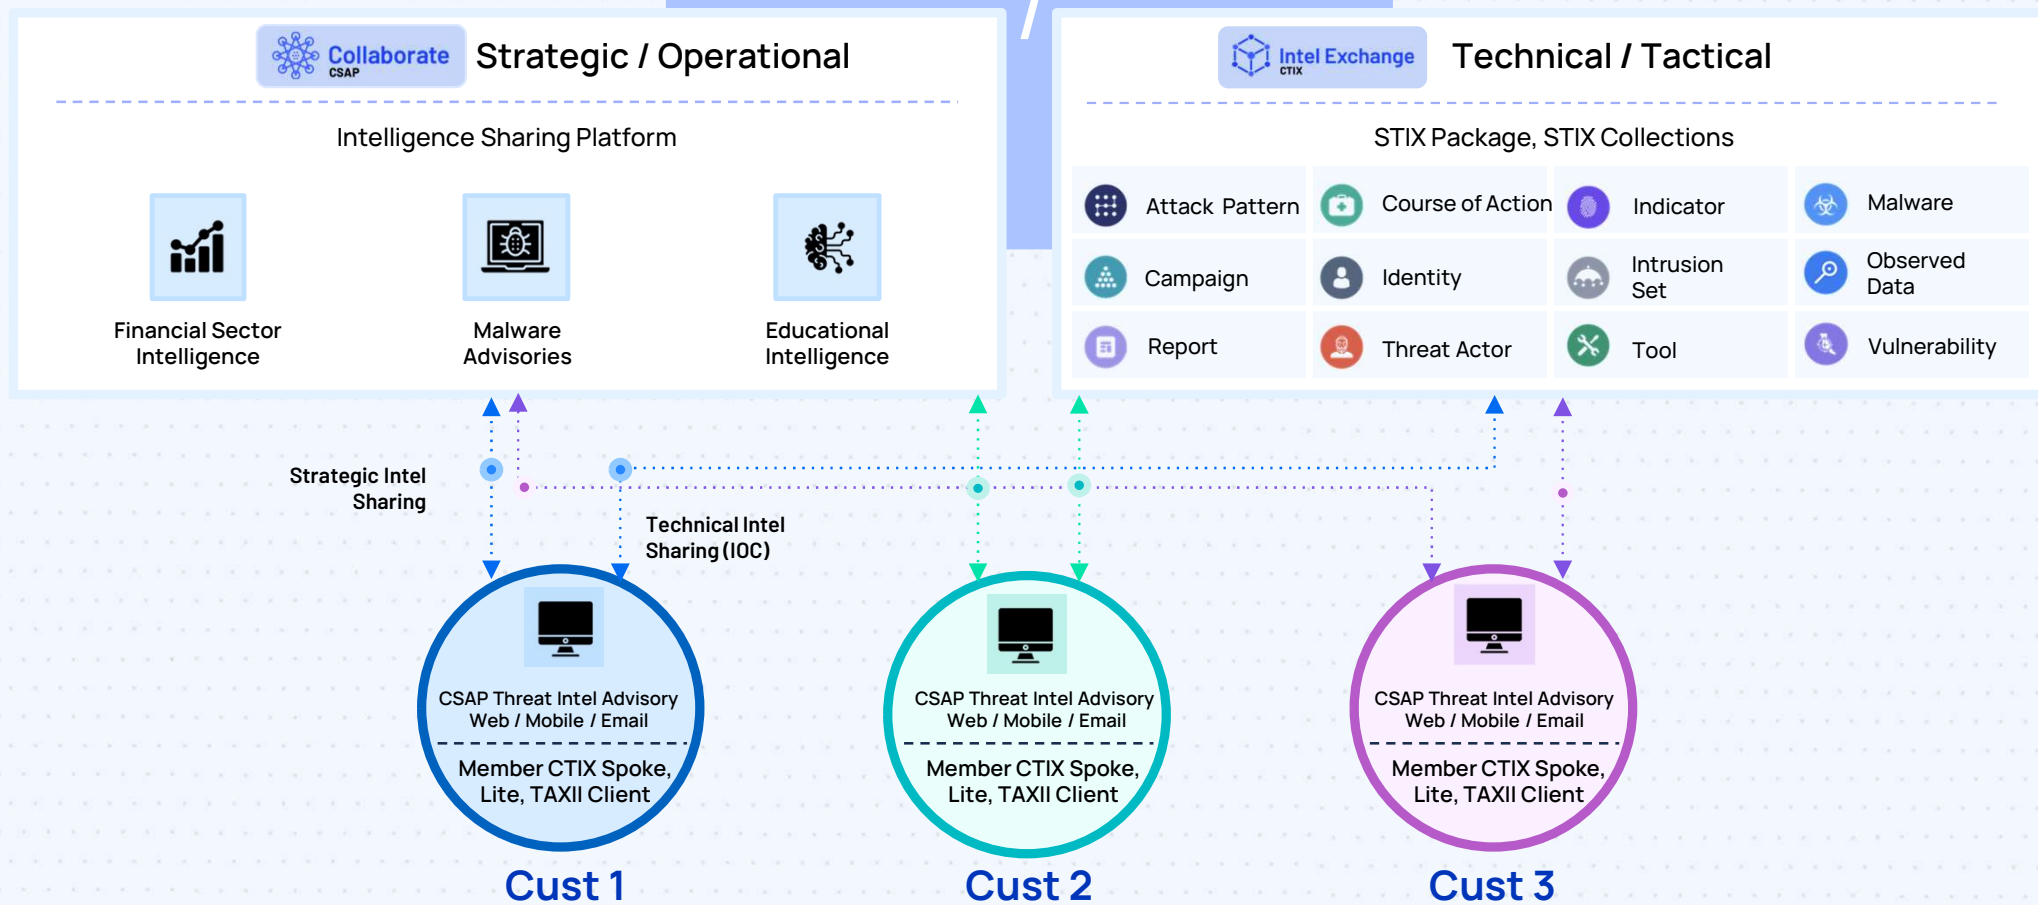 /
Collaborate
CSAP
Strategic / Operational
Intelligence Sharing Platform
Financial Sector
Intelligence
Malware
Advisories
Educational
Intelligence
Intel Exchange
CTIX
Technical / Tactical
STIX Package, STIX Collections
Attack Pattern
Course of Action
Indicator
Malware
Campaign
Identity
Intrusion
Set
Observed
Data
Report
Threat Actor
Tool
Vulnerability
Strategic Intel
Sharing
Technical Intel
Sharing (IOC)
CSAP Threat Intel Advisory
Web / Mobile / Email
Member CTIX Spoke,
Lite, TAXII Client
Cust 1
CSAP Threat Intel Advisory
Web / Mobile / Email
Member CTIX Spoke,
Lite, TAXII Client
Cust 2
CSAP Threat Intel Advisory
Web / Mobile / Email
Member CTIX Spoke,
Lite, TAXII Client
Cust 3